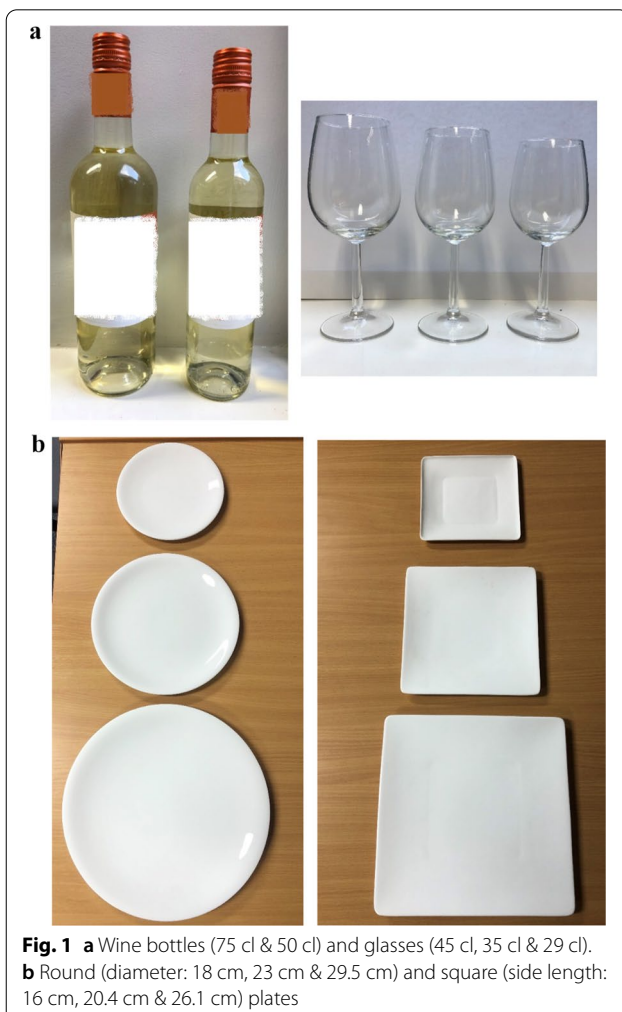 a
b
Fig. 1 a Wine bottles (75 cl & 50 cl) and glasses (45 cl, 35 cl & 29 cl).
b Round (diameter: 18 cm, 23 cm & 29.5 cm) and square (side length:
16 cm, 20.4 cm & 26.1 cm) plates